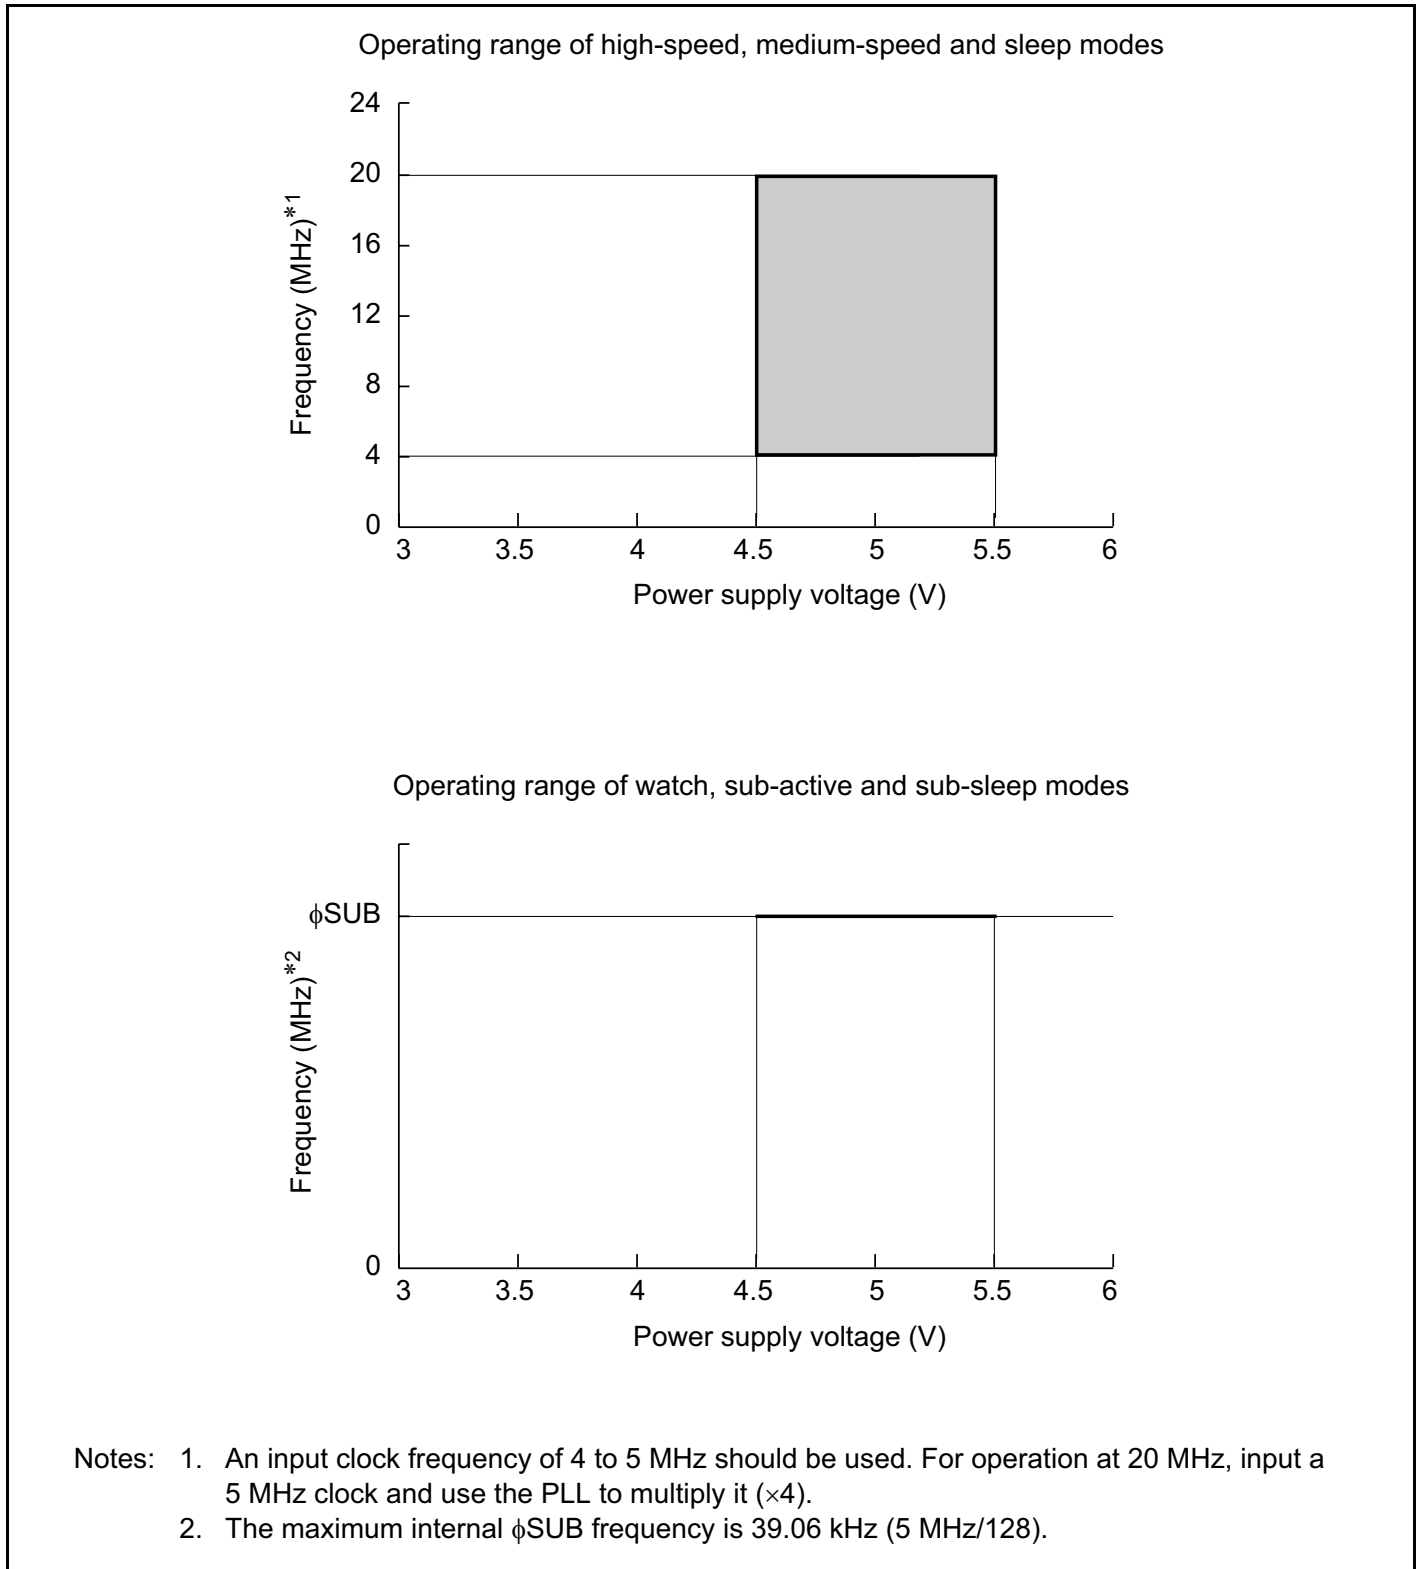 Operating range of high-speed, medium-speed and sleep modes
24
20
16
12
8
4
0
Frequency (MHz)*1
3 3.5 4 4.5 5 5.5 6
Power supply voltage (V)
Operating range of watch, sub-active and sub-sleep modes
ϕSUB
0
Frequency (MHz)*2
3 3.5 4 4.5 5 5.5 6
Power supply voltage (V)
Notes: 1. An input clock frequency of 4 to 5 MHz should be used. For operation at 20 MHz, input a
5 MHz clock and use the PLL to multiply it (×4).
2. The maximum internal ϕSUB frequency is 39.06 kHz (5 MHz/128).